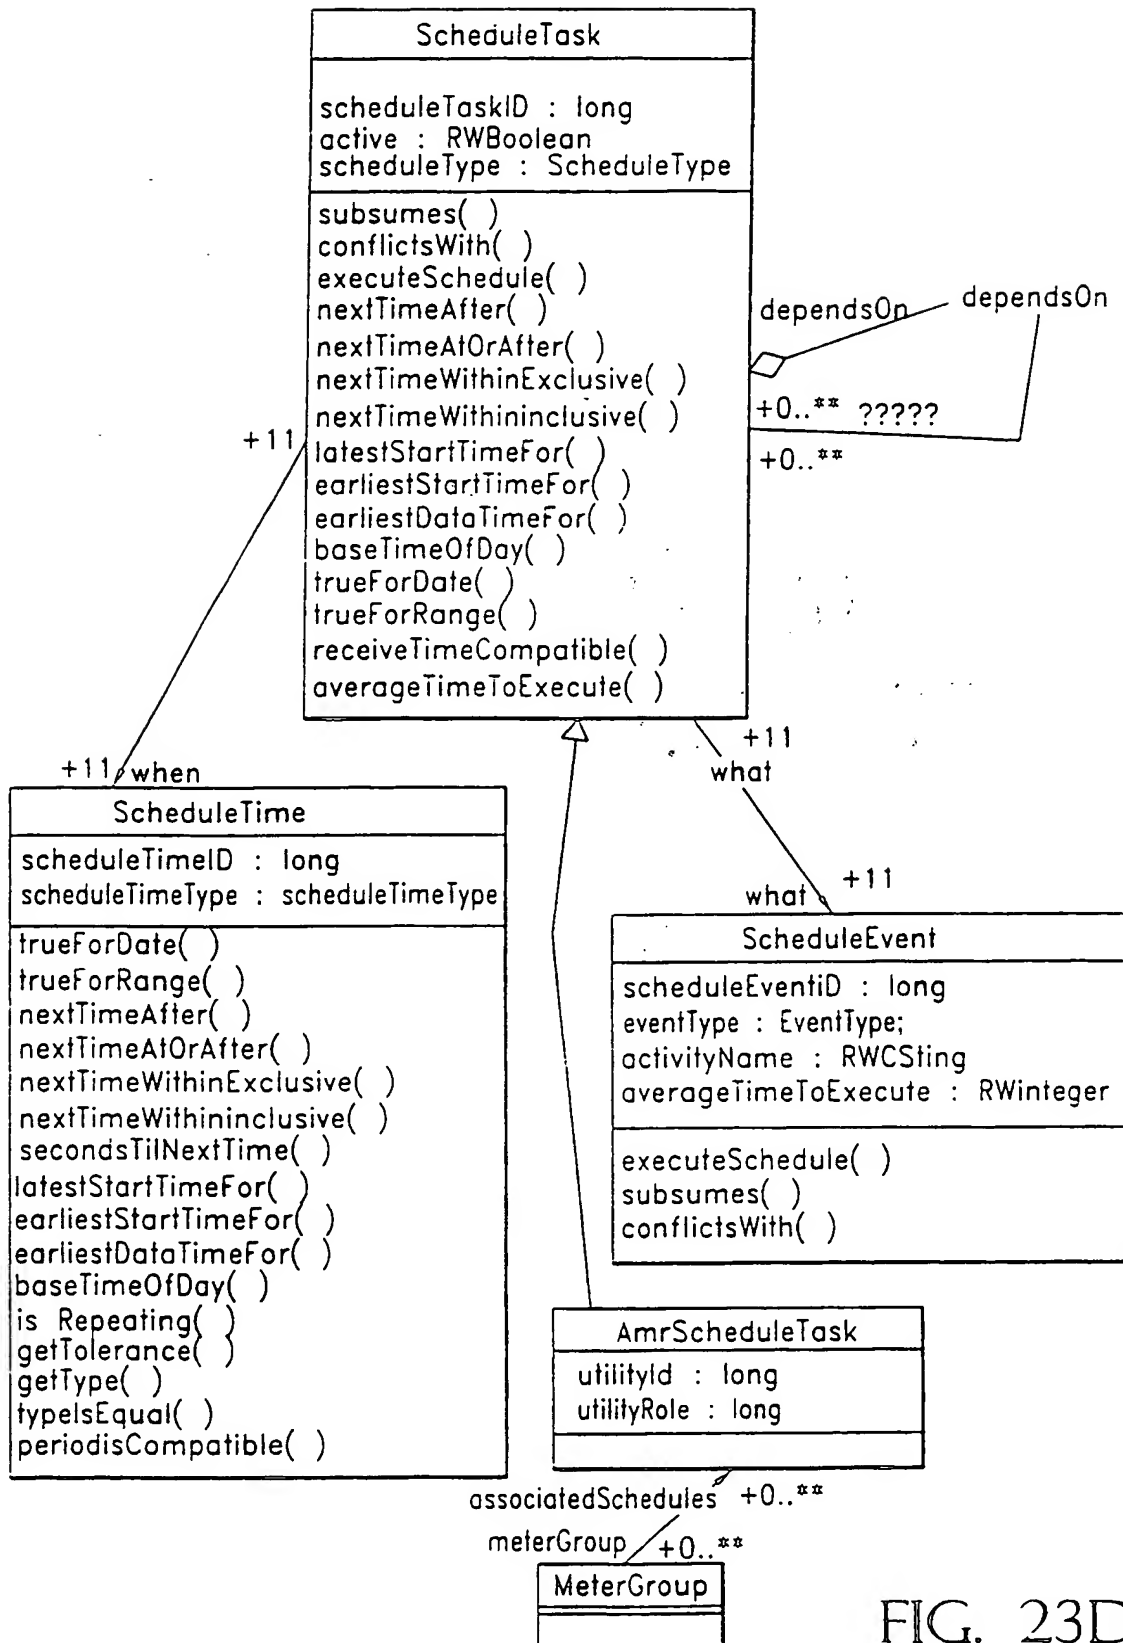 ScheduleTask
scheduleTaskID : long
active : RWBoolean
scheduleType : ScheduleType
subsumes( )
conflictsWith( )
executeSchedule( )
nextTimeAfter( )
nextTimeAtOrAfter( )
nextTimeWithinExclusive( )
nextTimeWithininclusive( )
latestStartTimeFor( )
earliestStartTimeFor( )
earliestDataTimeFor( )
baseTimeOfDay( )
trueForDate( )
trueForRange( )
receiveTimeCompatible( )
averageTimeToExecute( )
dependsOn
dependsOn
+0..** ?????
+0..**
+11
+11 when
+11
what
+11
what
ScheduleTime
scheduleTimeID : long
scheduleTimeType : scheduleTimeType
trueForDate( )
trueForRange( )
nextTimeAfter( )
nextTimeAtOrAfter( )
nextTimeWithinExclusive( )
nextTimeWithininclusive( )
secondsTilNextTime( )
latestStartTimeFor( )
earliestStartTimeFor( )
earliestDataTimeFor( )
baseTimeOfDay( )
is Repeating( )
getTolerance( )
getType( )
typeIsEqual( )
periodisCompatible( )
ScheduleEvent
scheduleEventiD : long
eventType : EventType;
activityName : RWCSting
averageTimeToExecute : RWinteger
executeSchedule( )
subsumes( )
conflictsWith( )
AmrScheduleTask
utilityId : long
utilityRole : long
associatedSchedules +0..**
meterGroup +0..**
MeterGroup
FIG. 23D